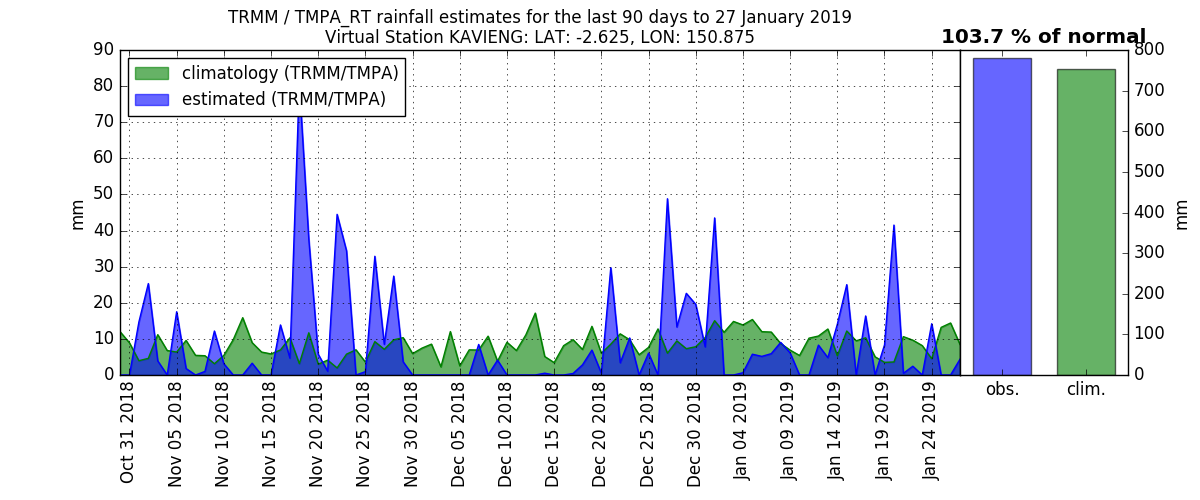 TRMM / TMPA_RT rainfall estimates for the last 90 days to 27 January 2019
Virtual Station KAVIENG: LAT: -2.625, LON: 150.875
103.7 % of normal
climatology (TRMM/TMPA)
estimated (TRMM/TMPA)
90
80
70
60
50
40
30
20
10
0
mm
Oct 31 2018
Nov 05 2018
Nov 10 2018
Nov 15 2018
Nov 20 2018
Nov 25 2018
Nov 30 2018
Dec 05 2018
Dec 10 2018
Dec 15 2018
Dec 20 2018
Dec 25 2018
Dec 30 2018
Jan 04 2019
Jan 09 2019
Jan 14 2019
Jan 19 2019
Jan 24 2019
800
700
600
500
400
300
200
100
0
mm
obs.
clim.